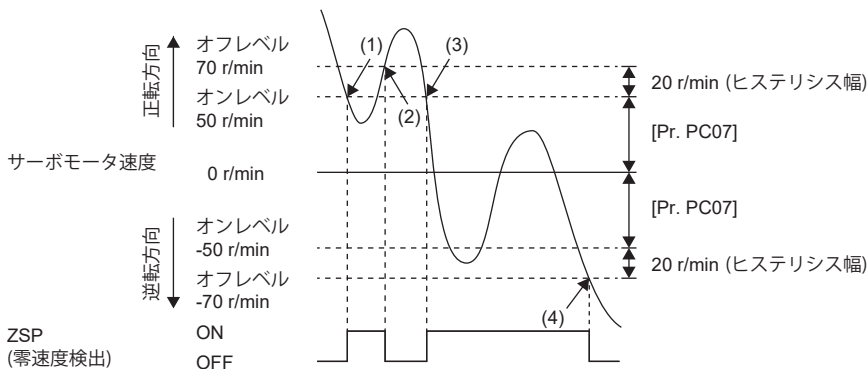 正転方向
オフレベル
70 r/min
オンレベル
50 r/min
サーボモータ速度
0 r/min
逆転方向
オンレベル
-50 r/min
オフレベル
-70 r/min
ZSP
(零速度検出)
ON
OFF
(1)
(2)
(3)
(4)
20 r/min (ヒステリシス幅)
[Pr. PC07]
[Pr. PC07]
20 r/min (ヒステリシス幅)